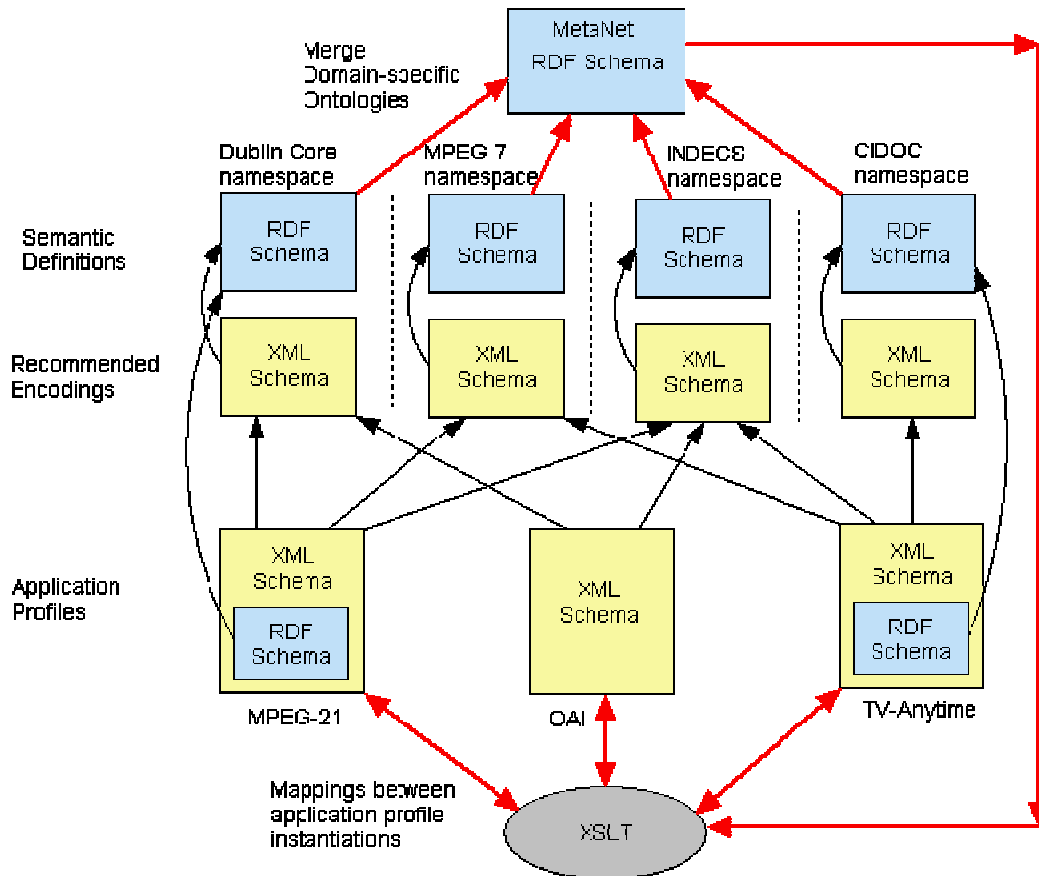 MetaNet
RDF Schema
Merge
Domain-specific
Ontologies
Dublin Core
namespace
MPEG 7
namespace
INDECS
namespace
CIDOC
namespace
Semantic
Definitions
RDF
Schema
RDF
Schema
RDF
Schema
RDF
Schema
Recommended
Encodings
XML
Schema
XML
Schema
XML
Schema
XML
Schema
Application
Profiles
XML
Schema
RDF
Schema
XML
Schema
XML
Schema
RDF
Schema
MPEG-21
OAI
TV-Anytime
Mappings between
application profile
instantiations
XSLT